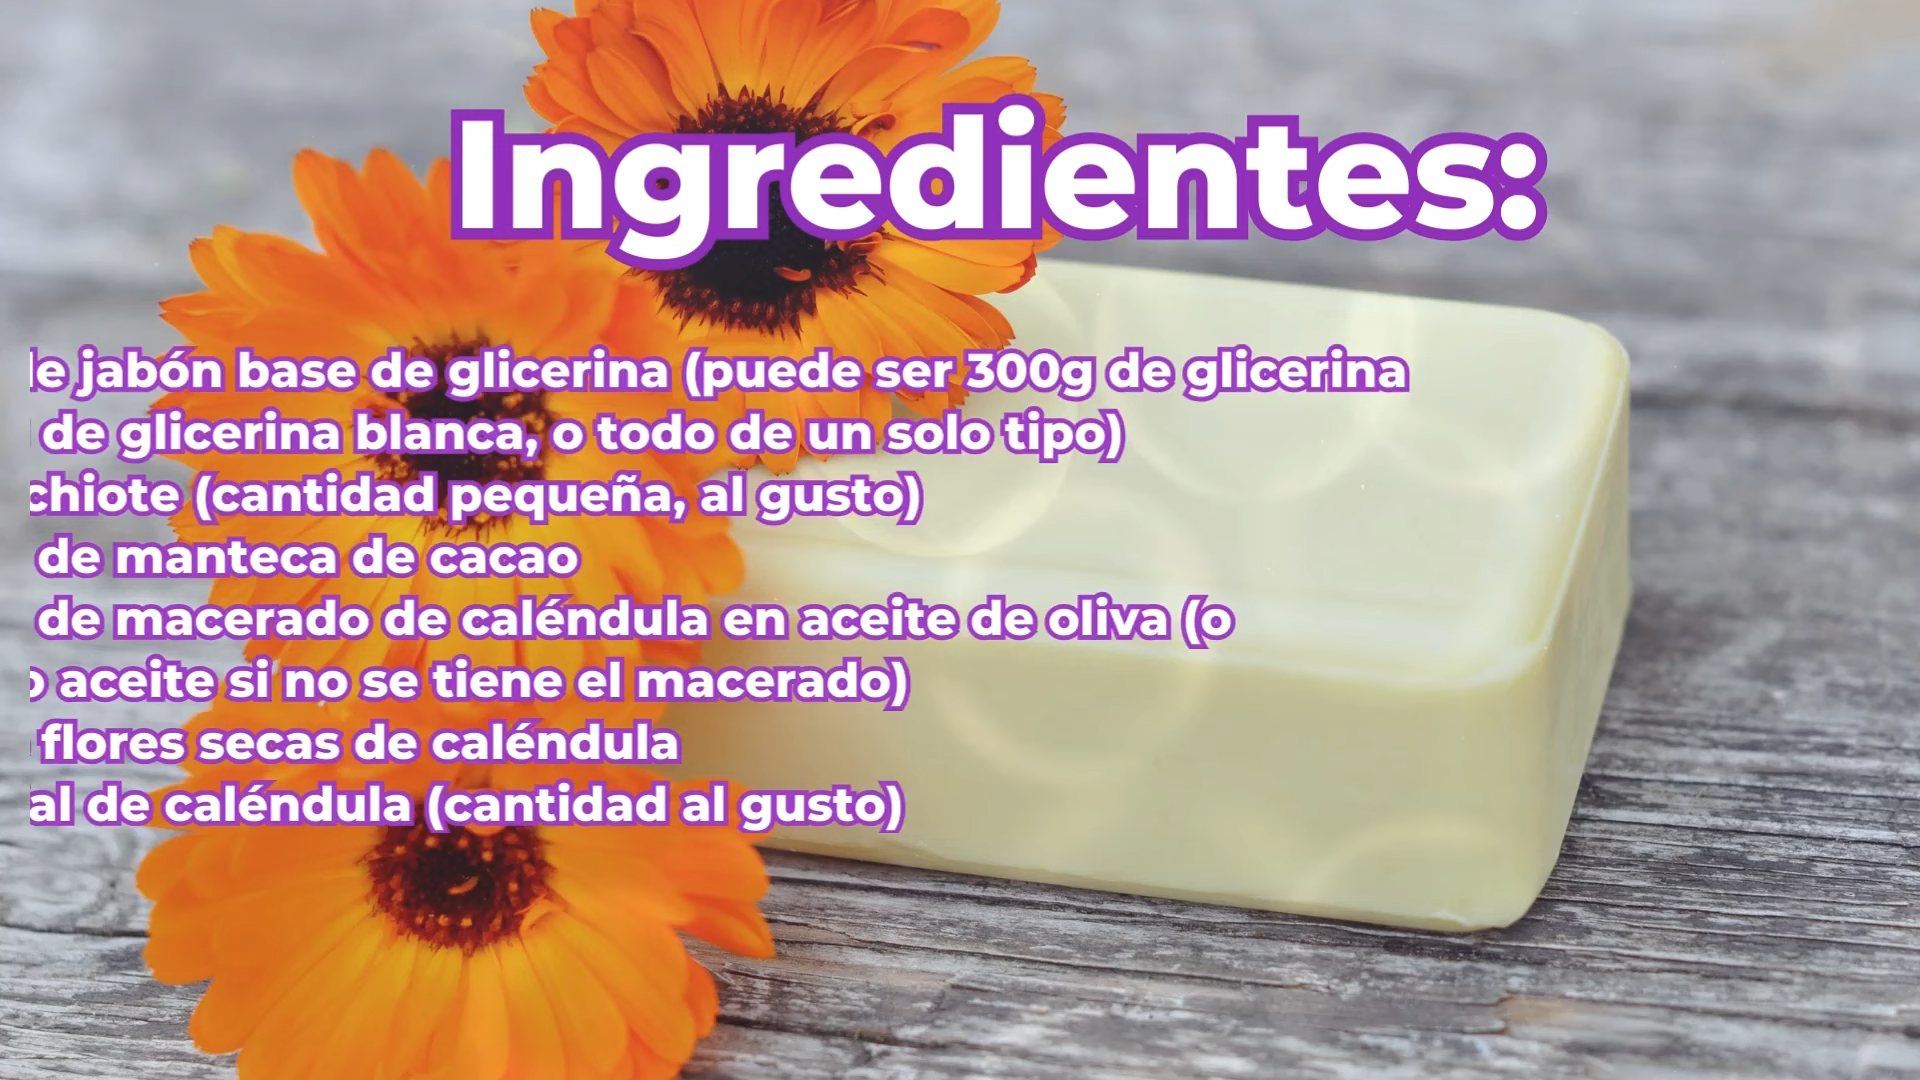 Ingredientes:
jabón base de glicerina (puede ser 300g de glicerina
de glicerina blanca, o todo de un solo tipo)
(cantidad pequeña, al gusto)
de manteca de cacao
de macerado de caléndula en aceite de oliva (o
aceite si no se tiene el macerado)
flores secas de caléndula
de caléndula (cantidad al gusto)